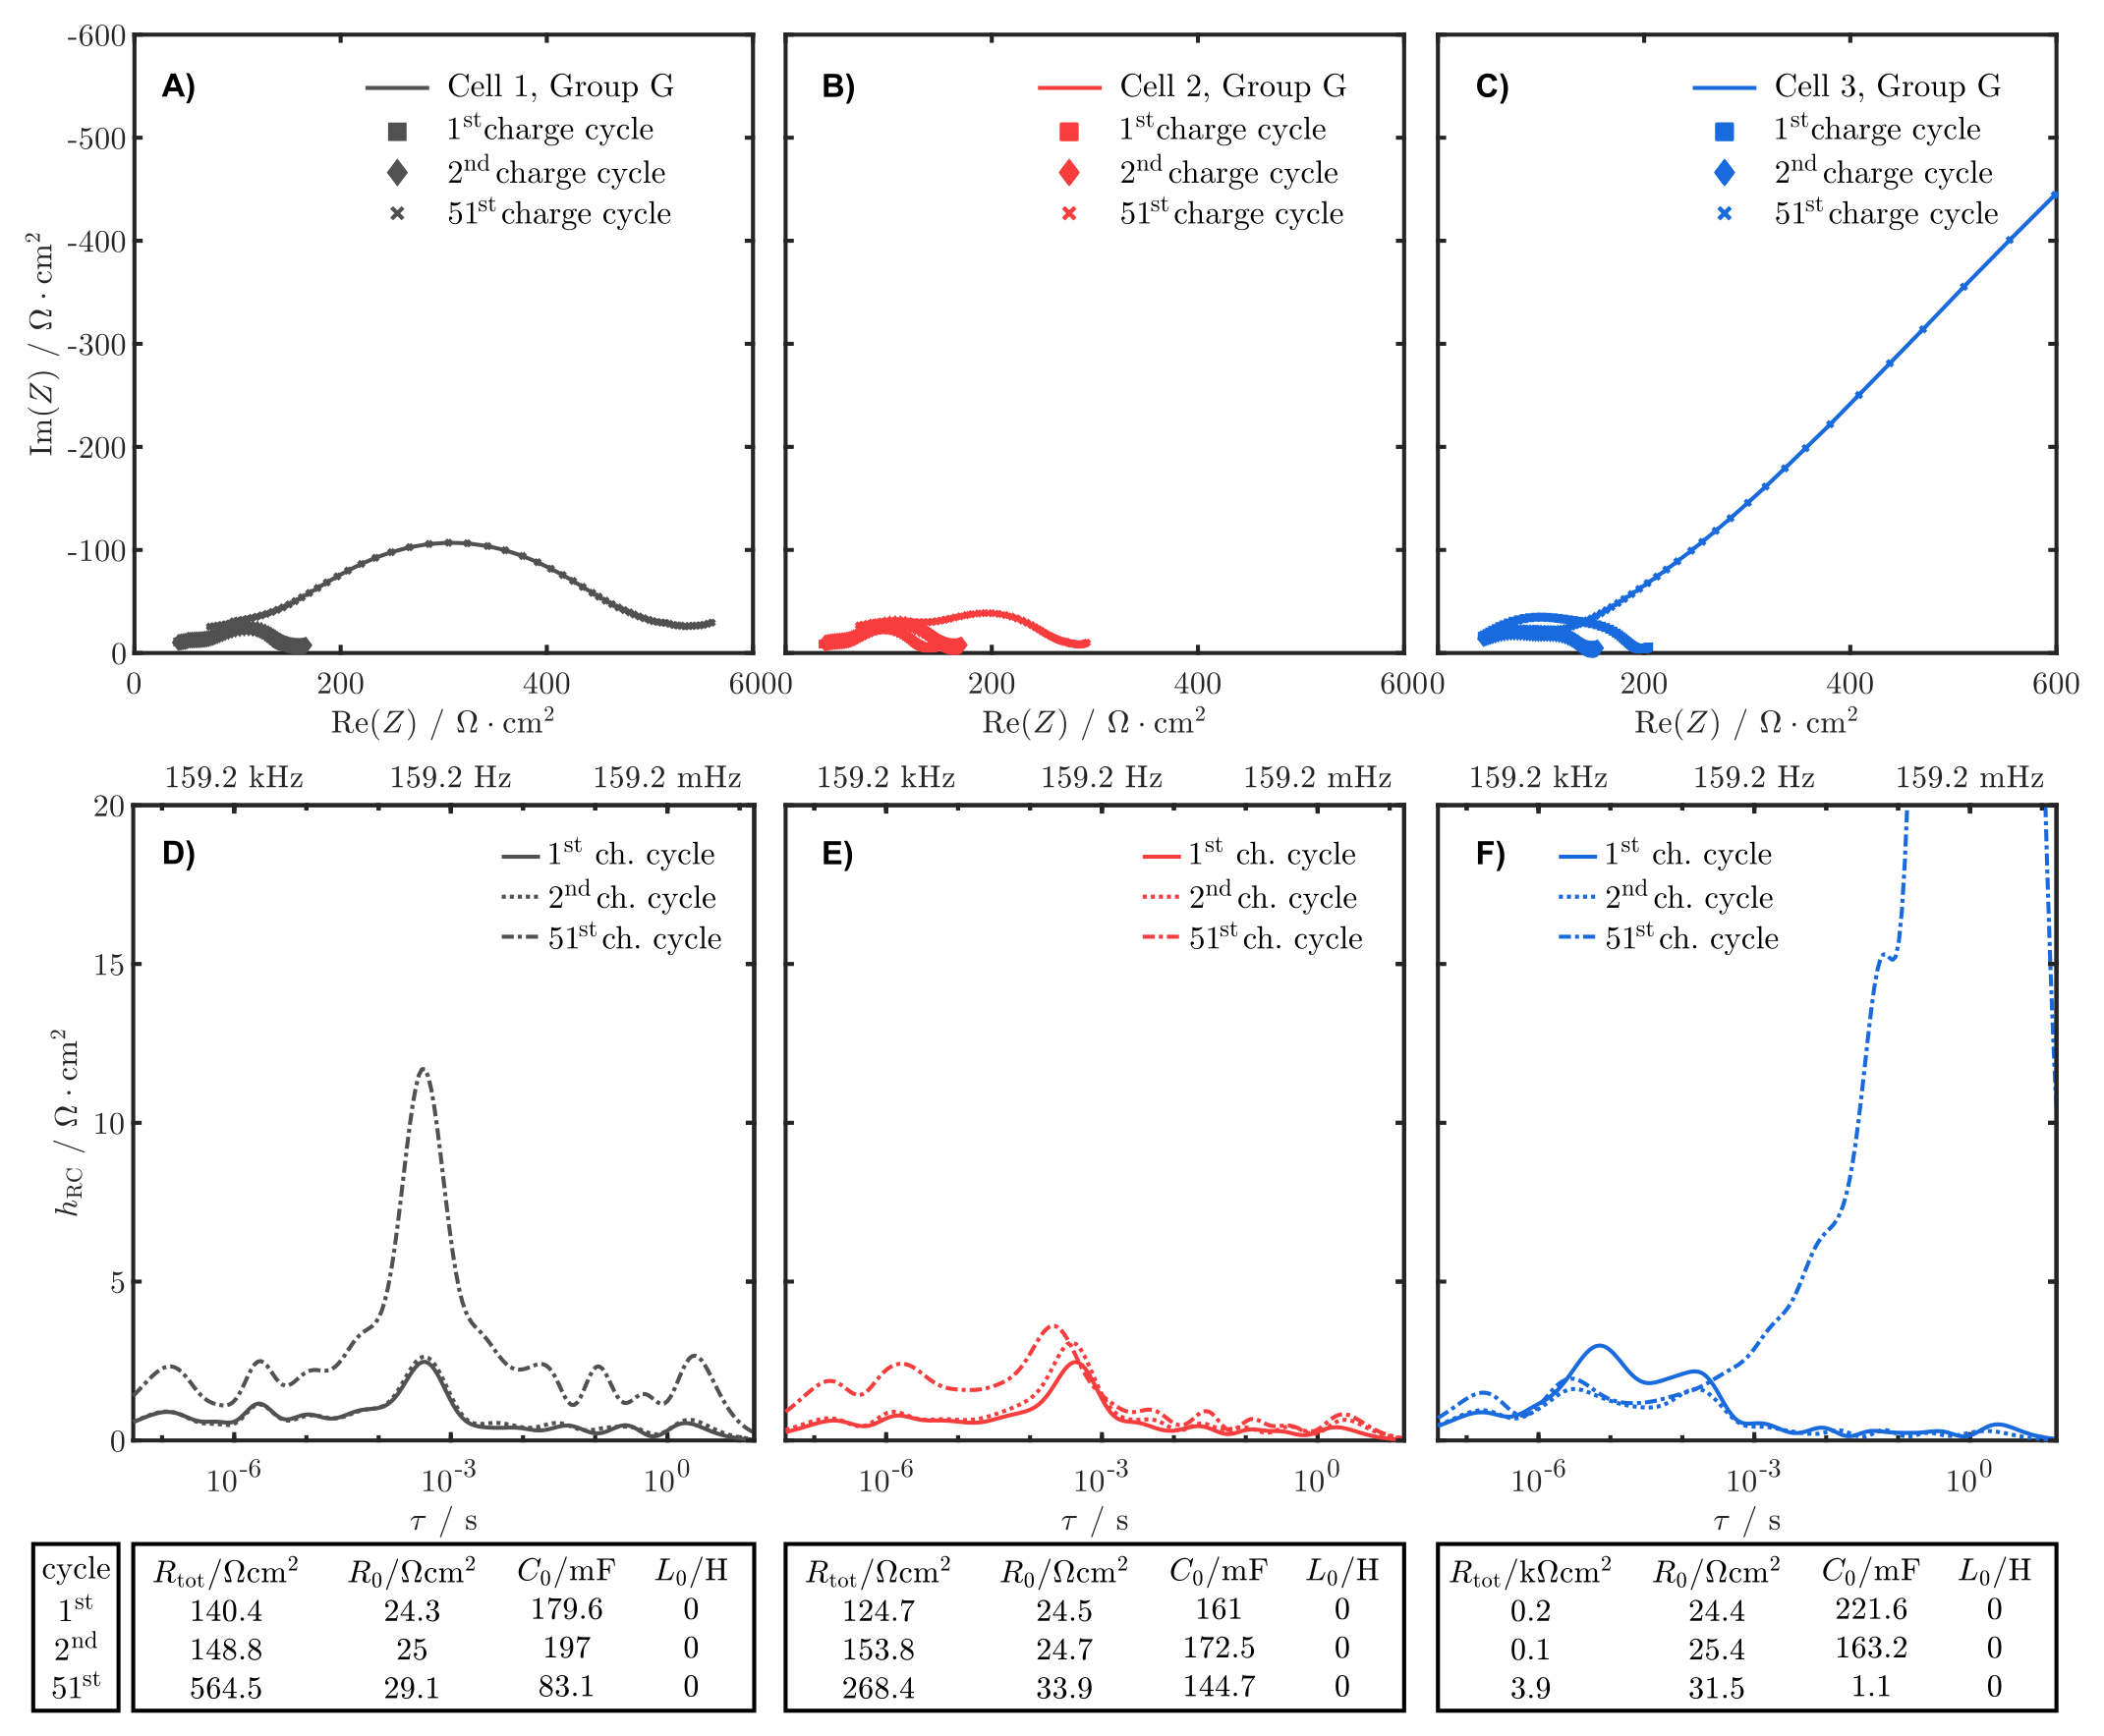 -600
-500
-400
-300
-200
-100
0
Im(Z) / Ω · cm²
A)
Cell 1, Group G
1st charge cycle
2nd charge cycle
51st charge cycle
B)
Cell 2, Group G
1st charge cycle
2nd charge cycle
51st charge cycle
C)
Cell 3, Group G
1st charge cycle
2nd charge cycle
51st charge cycle
0 200 400 6000 200 400 6000 200 400 600
Re(Z) / Ω · cm² Re(Z) / Ω · cm² Re(Z) / Ω · cm²
159.2 kHz 159.2 Hz 159.2 mHz 159.2 kHz 159.2 Hz 159.2 mHz 159.2 kHz 159.2 Hz 159.2 mHz
20
15
10
5
0
hRC / Ω · cm²
D)
1st ch. cycle
2nd ch. cycle
51st ch. cycle
E)
1st ch. cycle
2nd ch. cycle
51st ch. cycle
F)
1st ch. cycle
2nd ch. cycle
51st ch. cycle
10-6 10-3 100 10-6 10-3 100 10-6 10-3 100
τ / s τ / s τ / s
cycle Rtot/Ωcm² R0/Ωcm² C0/mF L0/H Rtot/Ωcm² R0/Ωcm² C0/mF L0/H Rtot/kΩcm² R0/Ωcm² C0/mF L0/H
1st 140.4 24.3 179.6 0 124.7 24.5 161 0 0.2 24.4 221.6 0
2nd 148.8 25 197 0 153.8 24.7 172.5 0 0.1 25.4 163.2 0
51st 564.5 29.1 83.1 0 268.4 33.9 144.7 0 3.9 31.5 1.1 0